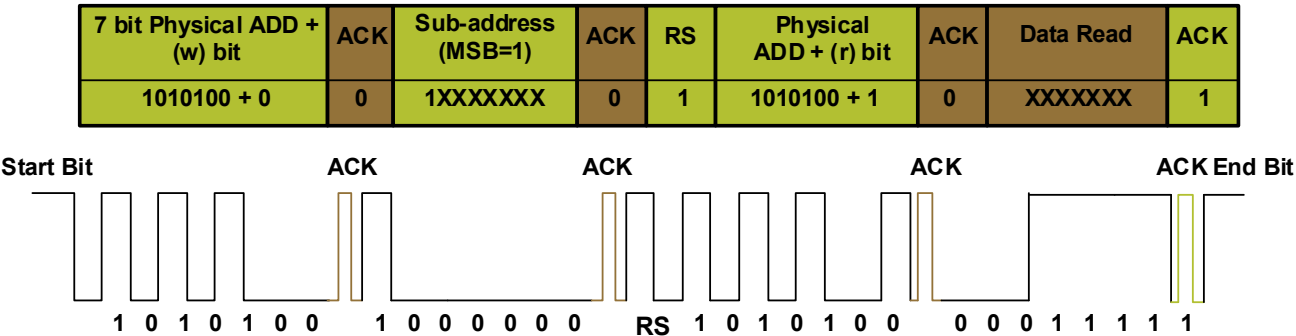 7 bit Physical ADD +
(w) bit
ACK
Sub-address
(MSB=1)
ACK
RS
Physical
ADD + (r) bit
ACK
Data Read
ACK
1010100 + 0
0
1XXXXXXX
0
1
1010100 + 1
0
XXXXXXX
1
Start Bit
ACK
ACK
ACK
ACK End Bit
1 0 1 0 1 0 0 1 0 0 0 0 0 0 RS 1 0 1 0 1 0 0 0 0 0 1 1 1 1 1